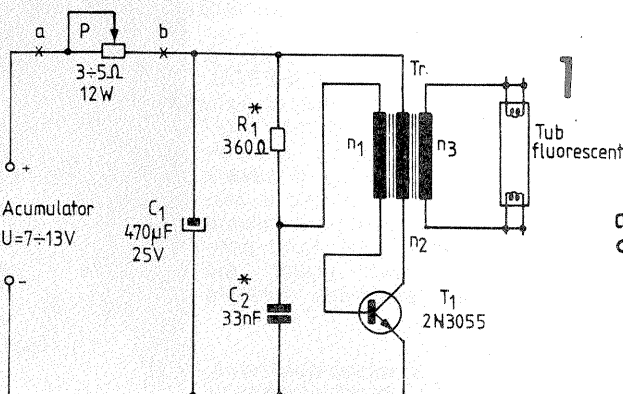 a
P
b
3÷5Ω
12W
Tr.
1
R1*
360Ω
n1
n3
Tub
fluorescent
+
Acumulator
U=7÷13V
-
C1
470µF
25V
n2
C2*
33nF
T1
2N3055